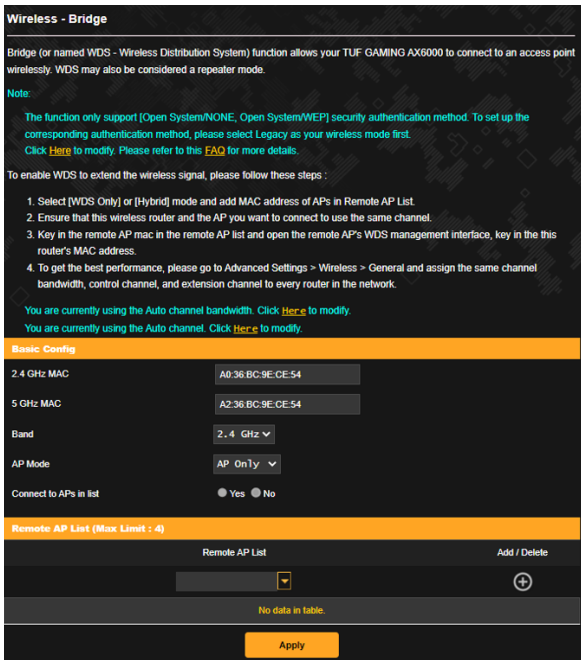 Wireless - Bridge
Bridge (or named WDS - Wireless Distribution System) function allows your TUF GAMING AX6000 to connect to an access point
wirelessly. WDS may also be considered a repeater mode.
Note:
The function only support [Open System/NONE, Open System/WEP] security authentication method. To set up the
corresponding authentication method, please select Legacy as your wireless mode first.
Click Here to modify. Please refer to this FAQ for more details.
To enable WDS to extend the wireless signal, please follow these steps :
1. Select [WDS Only] or [Hybrid] mode and add MAC address of APs in Remote AP List.
2. Ensure that this wireless router and the AP you want to connect to use the same channel.
3. Key in the remote AP mac in the remote AP list and open the remote AP's WDS management interface, key in the this
router's MAC address.
4. To get the best performance, please go to Advanced Settings > Wireless > General and assign the same channel
bandwidth, control channel, and extension channel to every router in the network.
You are currently using the Auto channel bandwidth. Click Here to modify.
You are currently using the Auto channel. Click Here to modify.
Basic Config
2.4 GHz MAC A0:36:BC:9E:CE:54
5 GHz MAC A2:36:BC:9E:CE:54
Band 2.4 GHz
AP Mode AP Only
Connect to APs in list Yes No
Remote AP List (Max Limit : 4)
Remote AP List Add / Delete
No data in table.
Apply